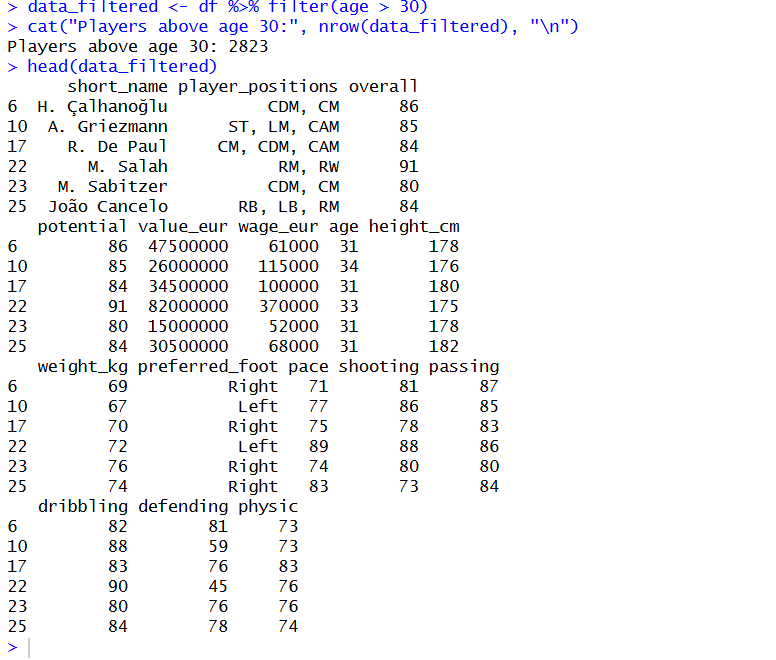 > data_filtered <- df %>% filter(age > 30)
> cat("Players above age 30:", nrow(data_filtered), "\n")
Players above age 30: 2823
> head(data_filtered)
      short_name player_positions overall
6  H. Çalhanoğlu          CDM, CM      86
10  A. Griezmann      ST, LM, CAM      85
17    R. De Paul     CM, CDM, CAM      84
22      M. Salah           RM, RW      91
23   M. Sabitzer          CDM, CM      80
25  João Cancelo       RB, LB, RM      84
   potential value_eur wage_eur age height_cm
6         86  47500000    61000  31       178
10        85  26000000   115000  34       176
17        84  34500000   100000  31       180
22        91  82000000   370000  33       175
23        80  15000000    52000  31       178
25        84  30500000    68000  31       182
   weight_kg preferred_foot pace shooting passing
6         69          Right   71       81      87
10        67           Left   77       86      85
17        70          Right   75       78      83
22        72           Left   89       88      86
23        76          Right   74       80      80
25        74          Right   83       73      84
   dribbling defending physic
6         82        81     73
10        88        59     73
17        83        76     83
22        90        45     76
23        80        76     76
25        84        78     74
>